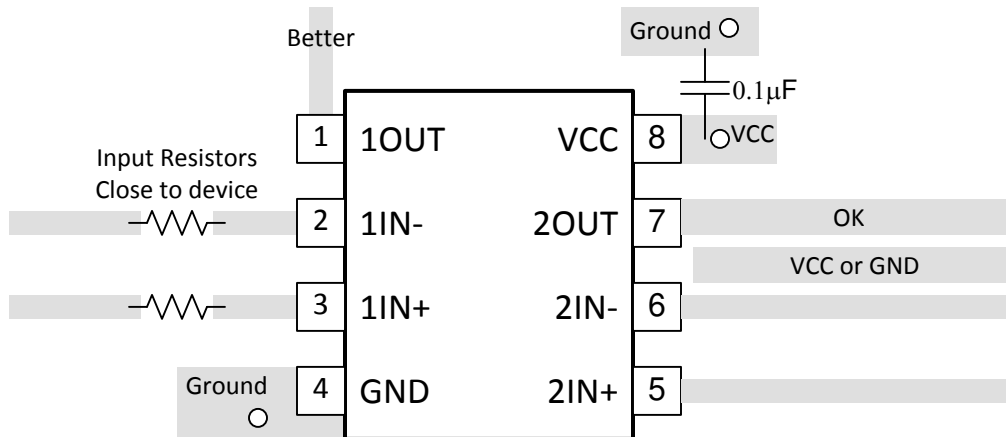 Better
Ground
0.1µF
1 1OUT VCC 8 VCC
Input Resistors
Close to device
2 1IN- 2OUT 7 OK
VCC or GND
3 1IN+ 2IN- 6
Ground
4 GND 2IN+ 5